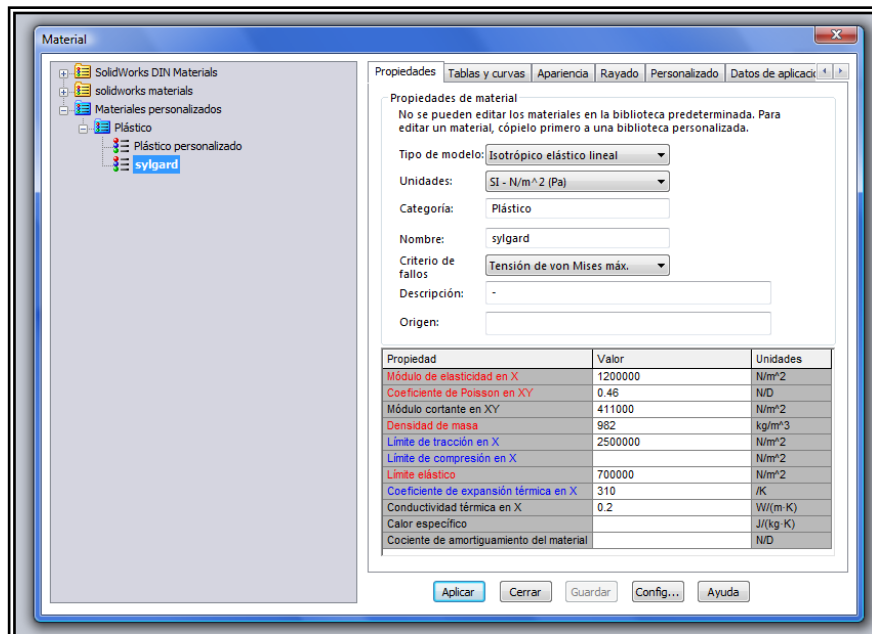 Material
SolidWorks DIN Materials
solidworks materials
Materiales personalizados
Plástico
Plástico personalizado
sylgard
Propiedades Tablas y curvas Apariencia Rayado Personalizado Datos de aplicació
Propiedades de material
No se pueden editar los materiales en la biblioteca predeterminada. Para
editar un material, cópielo primero a una biblioteca personalizada.
Tipo de modelo: Isotrópico elástico lineal
Unidades: SI - N/m^2 (Pa)
Categoría: Plástico
Nombre: sylgard
Criterio de
fallos Tensión de von Mises máx.
Descripción: -
Origen:
Propiedad Valor Unidades
Módulo de elasticidad en X 1200000 N/m^2
Coeficiente de Poisson en XY 0.46 N/D
Módulo cortante en XY 411000 N/m^2
Densidad de masa 982 kg/m^3
Límite de tracción en X 2500000 N/m^2
Límite de compresión en X N/m^2
Límite elástico 700000 N/m^2
Coeficiente de expansión térmica en X 310 /K
Conductividad térmica en X 0.2 W/(m·K)
Calor específico J/(kg·K)
Cociente de amortiguamiento del material N/D
Aplicar Cerrar Guardar Config... Ayuda